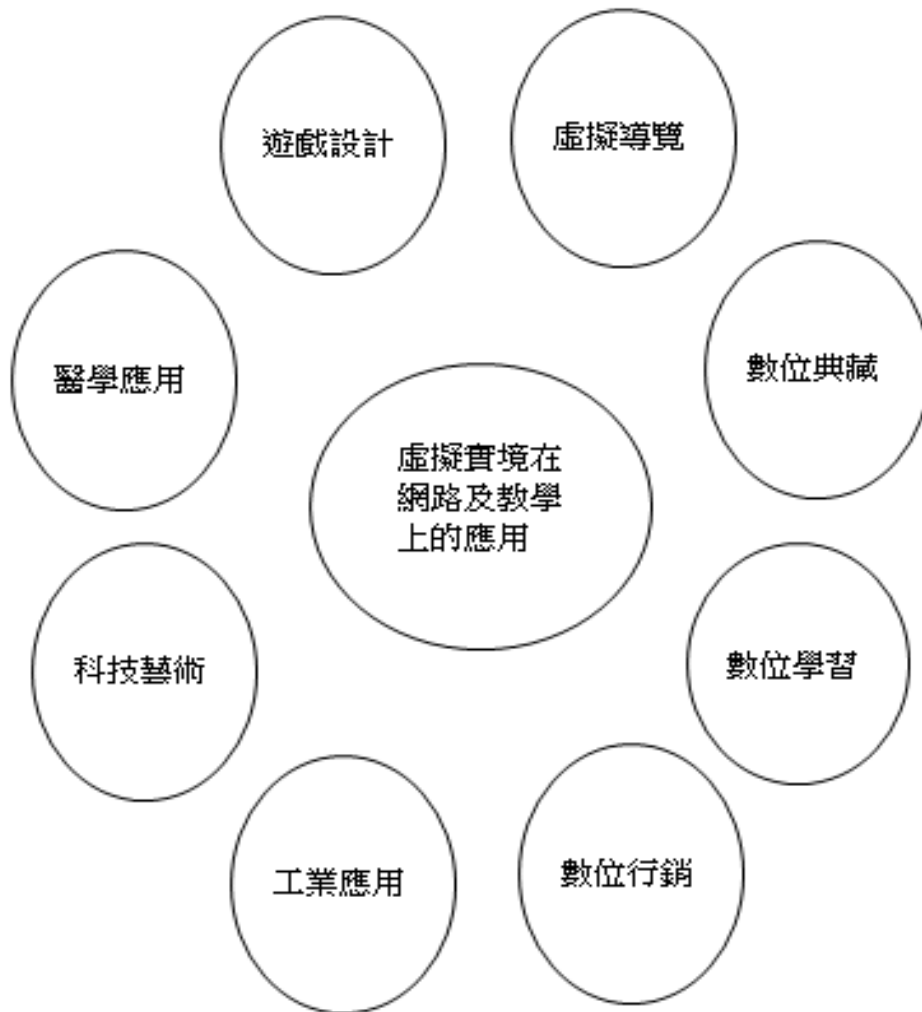 遊戲設計
虛擬導覽
醫學應用
數位典藏
虛擬實境在
網路及教學
上的應用
科技藝術
數位學習
工業應用
數位行銷